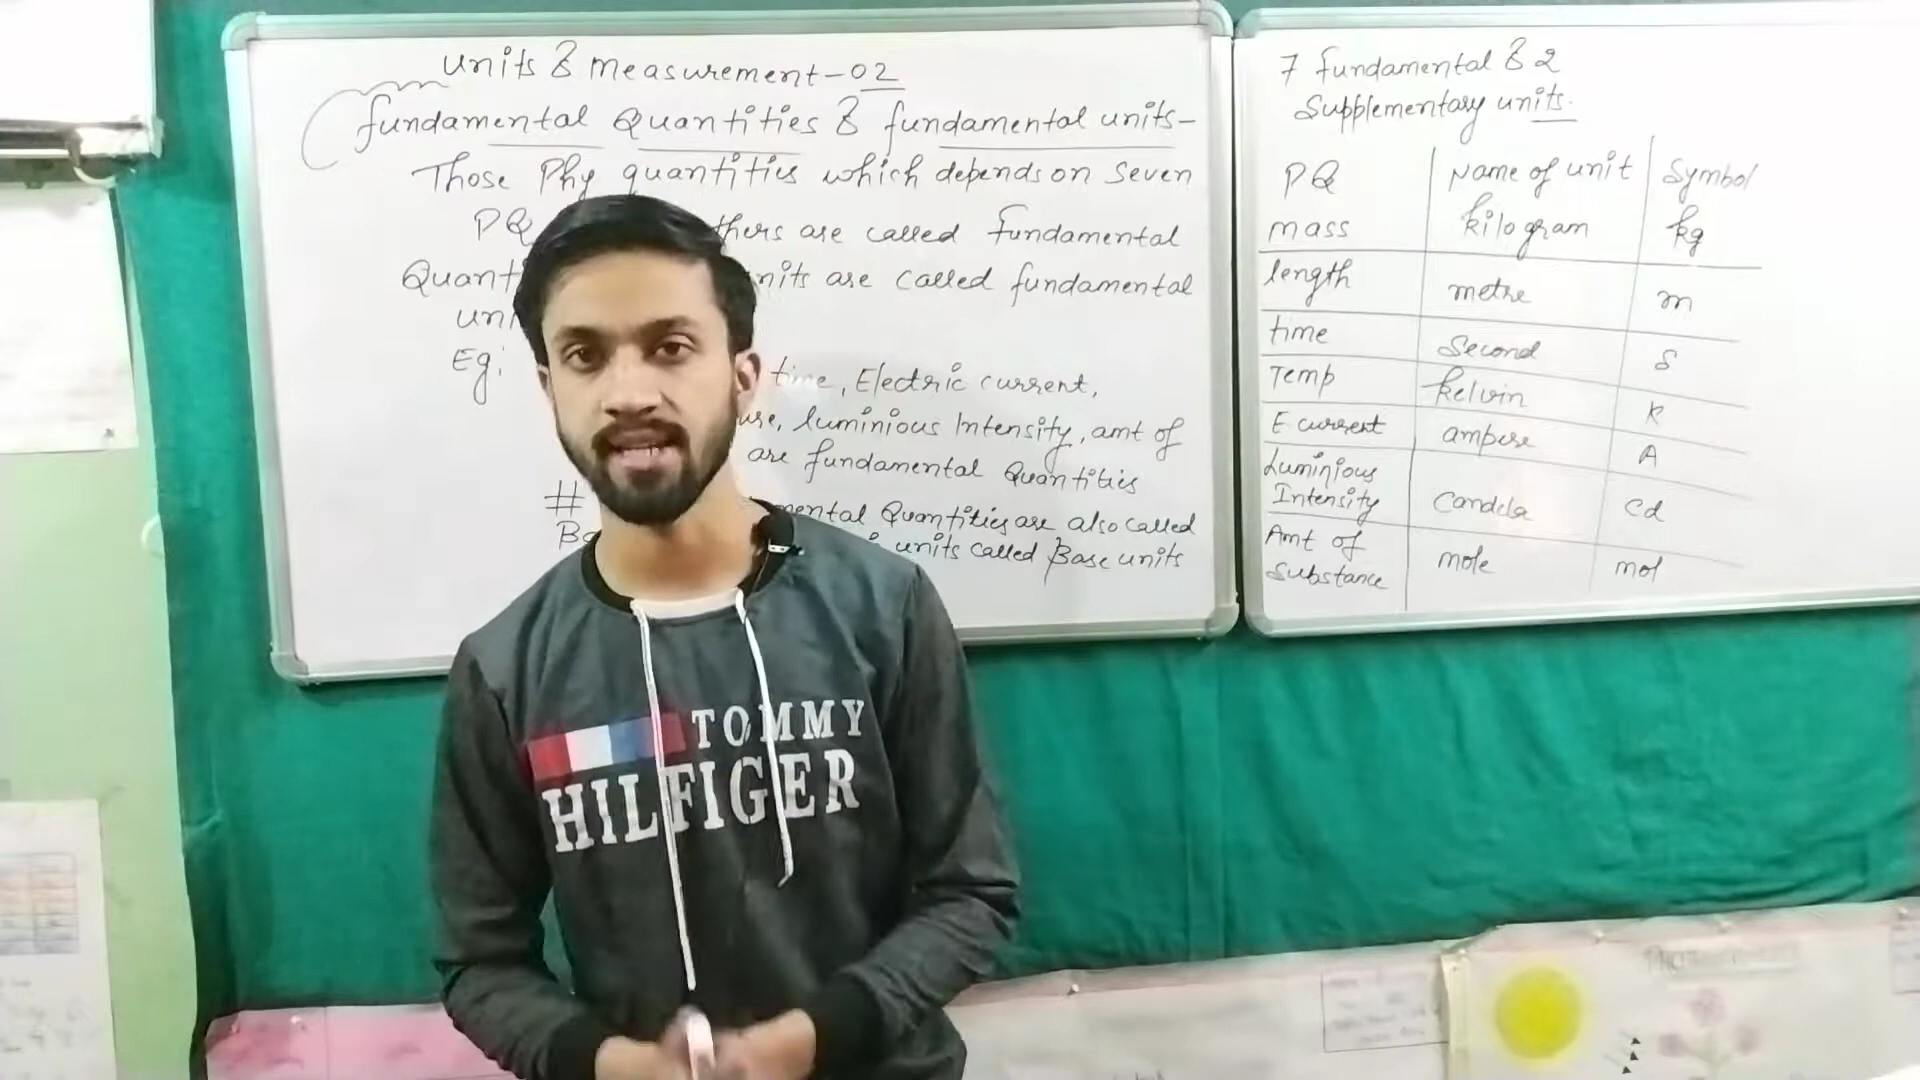 units & measurement-02
fundamental Quantities & fundamental units-
Those Phy quantities which depends on seven
PQ thers are called fundamental
Quanti nits are called fundamental
uni
Eg: time, Electric current,
ure, luminious Intensity, amt of
are fundamental Quantities
# mental Quantities are also called
Ba units called Base units
7 fundamental & 2
Supplementary units.
PQ Name of unit Symbol
mass kilogram kg
length metre m
time Second S
Temp kelvin K
E current ampere A
Luminious
Intensity Candela Cd
Amt of
Substance mole mol
TOMMY
HILFIGER